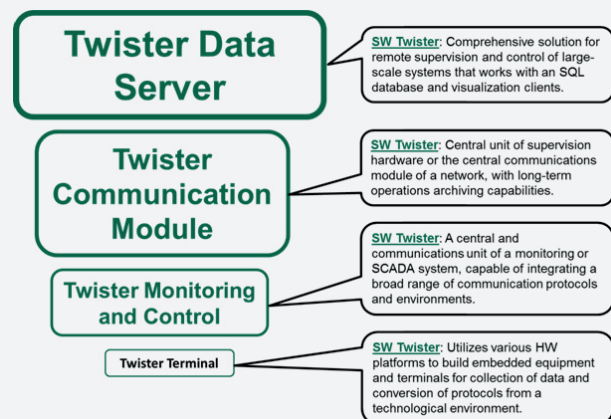 Twister Data
Server
SW Twister: Comprehensive solution for
remote supervision and control of large-
scale systems that works with an SQL
database and visualization clients.
Twister
Communication
Module
SW Twister: Central unit of supervision
hardware or the central communications
module of a network, with long-term
operations archiving capabilities.
Twister Monitoring
and Control
SW Twister: A central and
communications unit of a monitoring or
SCADA system, capable of integrating a
broad range of communication protocols
and environments.
Twister Terminal
SW Twister: Utilizes various HW
platforms to build embedded equipment
and terminals for collection of data and
conversion of protocols from a
technological environment.